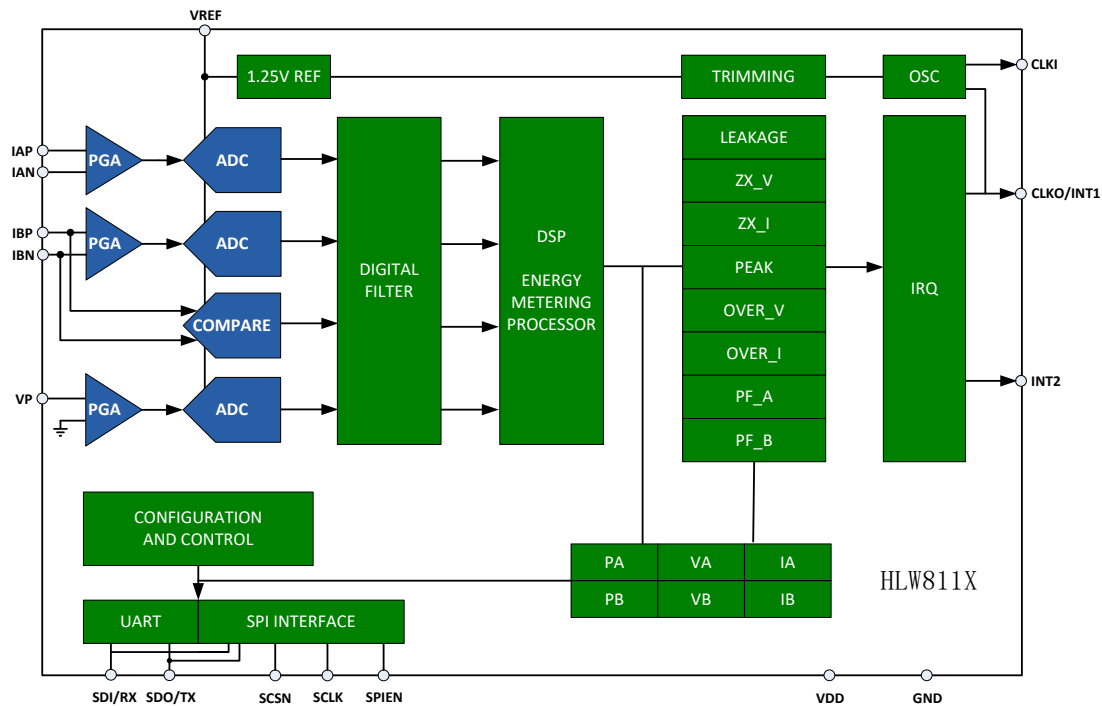 VREF
1.25V REF
TRIMMING
OSC
CLKI
IAP
IAN
PGA
ADC
LEAKAGE
ZX_V
CLKO/INT1
IBP
IBN
PGA
ADC
DIGITAL
FILTER
DSP
ENERGY
METERING
PROCESSOR
ZX_I
PEAK
IRQ
COMPARE
OVER_V
OVER_I
INT2
VP
PGA
ADC
PF_A
PF_B
CONFIGURATION
AND CONTROL
PA
VA
IA
PB
VB
IB
HLW811X
UART
SPI INTERFACE
SDI/RX
SDO/TX
SCSN
SCLK
SPIEN
VDD
GND